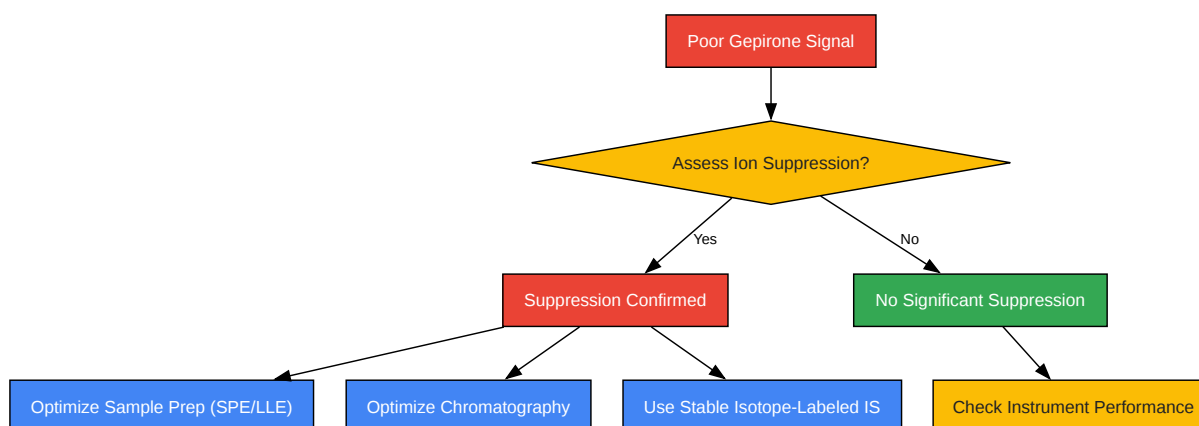 Poor Gepirone Signal
Assess Ion Suppression?
Yes
No
Suppression Confirmed
No Significant Suppression
Optimize Sample Prep (SPE/LLE)
Optimize Chromatography
Use Stable Isotope-Labeled IS
Check Instrument Performance